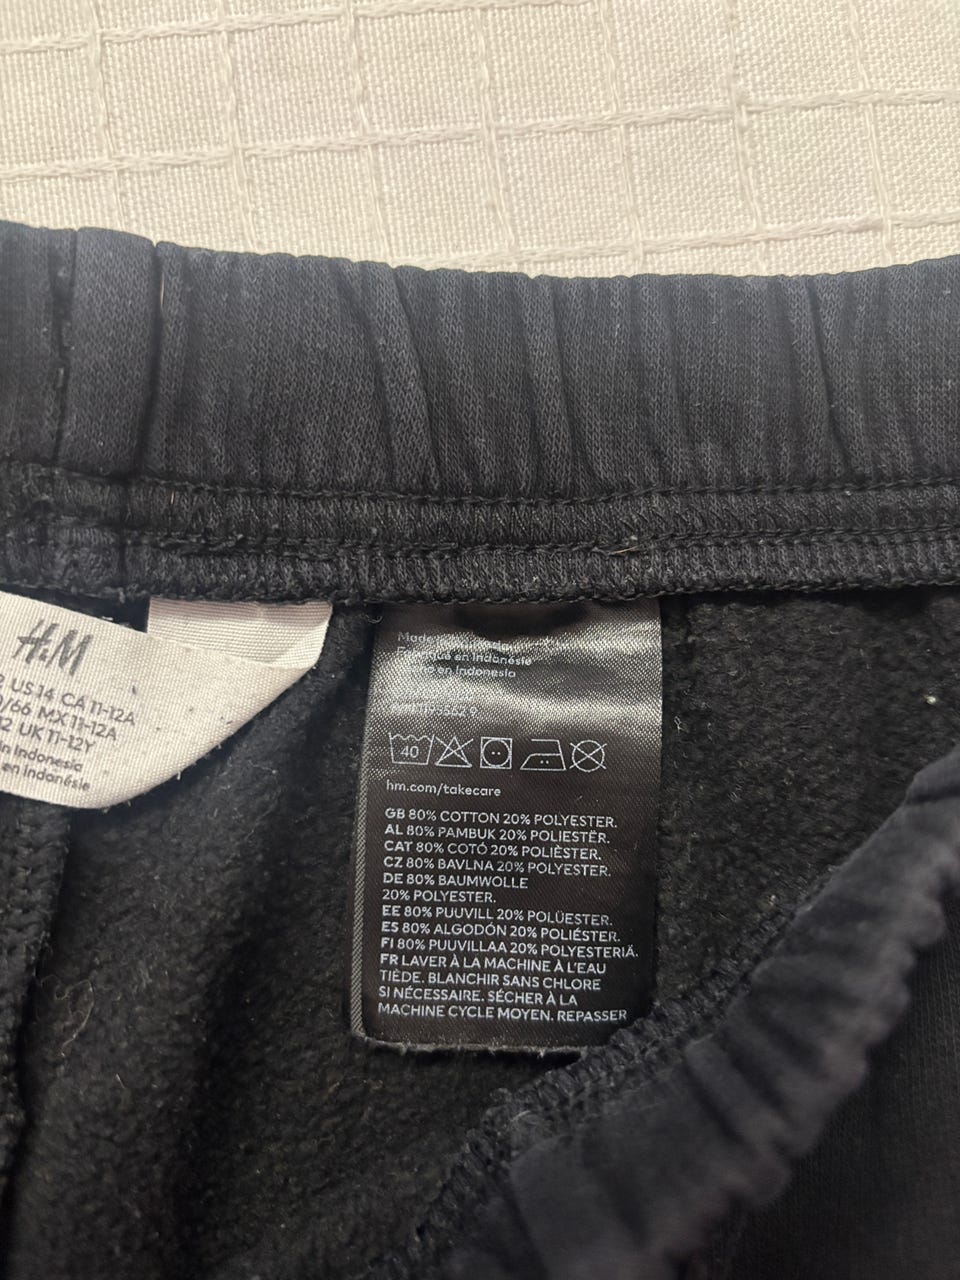 H&M
US 14 CA 11-12A
/66 MX 11-12A
UK 11-12Y
in Indonesia
en indonésie
Made
en Indonésie
en Indonesia
40
hm.com/takecare
GB 80% COTTON 20% POLYESTER.
AL 80% PAMBUK 20% POLIESTËR.
CAT 80% COTÓ 20% POLIÈSTER.
CZ 80% BAVLNA 20% POLYESTER.
DE 80% BAUMWOLLE
20% POLYESTER.
EE 80% PUUVILL 20% POLÜESTER.
ES 80% ALGODÓN 20% POLIÉSTER.
FI 80% PUUVILLAA 20% POLYESTERIÄ.
FR LAVER À LA MACHINE À L'EAU
TIÈDE. BLANCHIR SANS CHLORE
SI NÉCESSAIRE. SÉCHER À LA
MACHINE CYCLE MOYEN. REPASSER